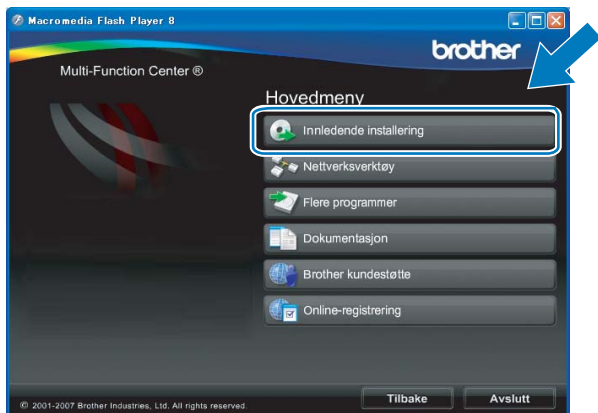 Macromedia Flash Player 8
brother
Multi-Function Center ®
Hovedmeny
Innledende installering
Nettverksverktøy
Flere programmer
Dokumentasjon
Brother kundestøtte
Online-registrering
© 2001-2007 Brother Industries, Ltd. All rights reserved.
Tilbake
Avslutt